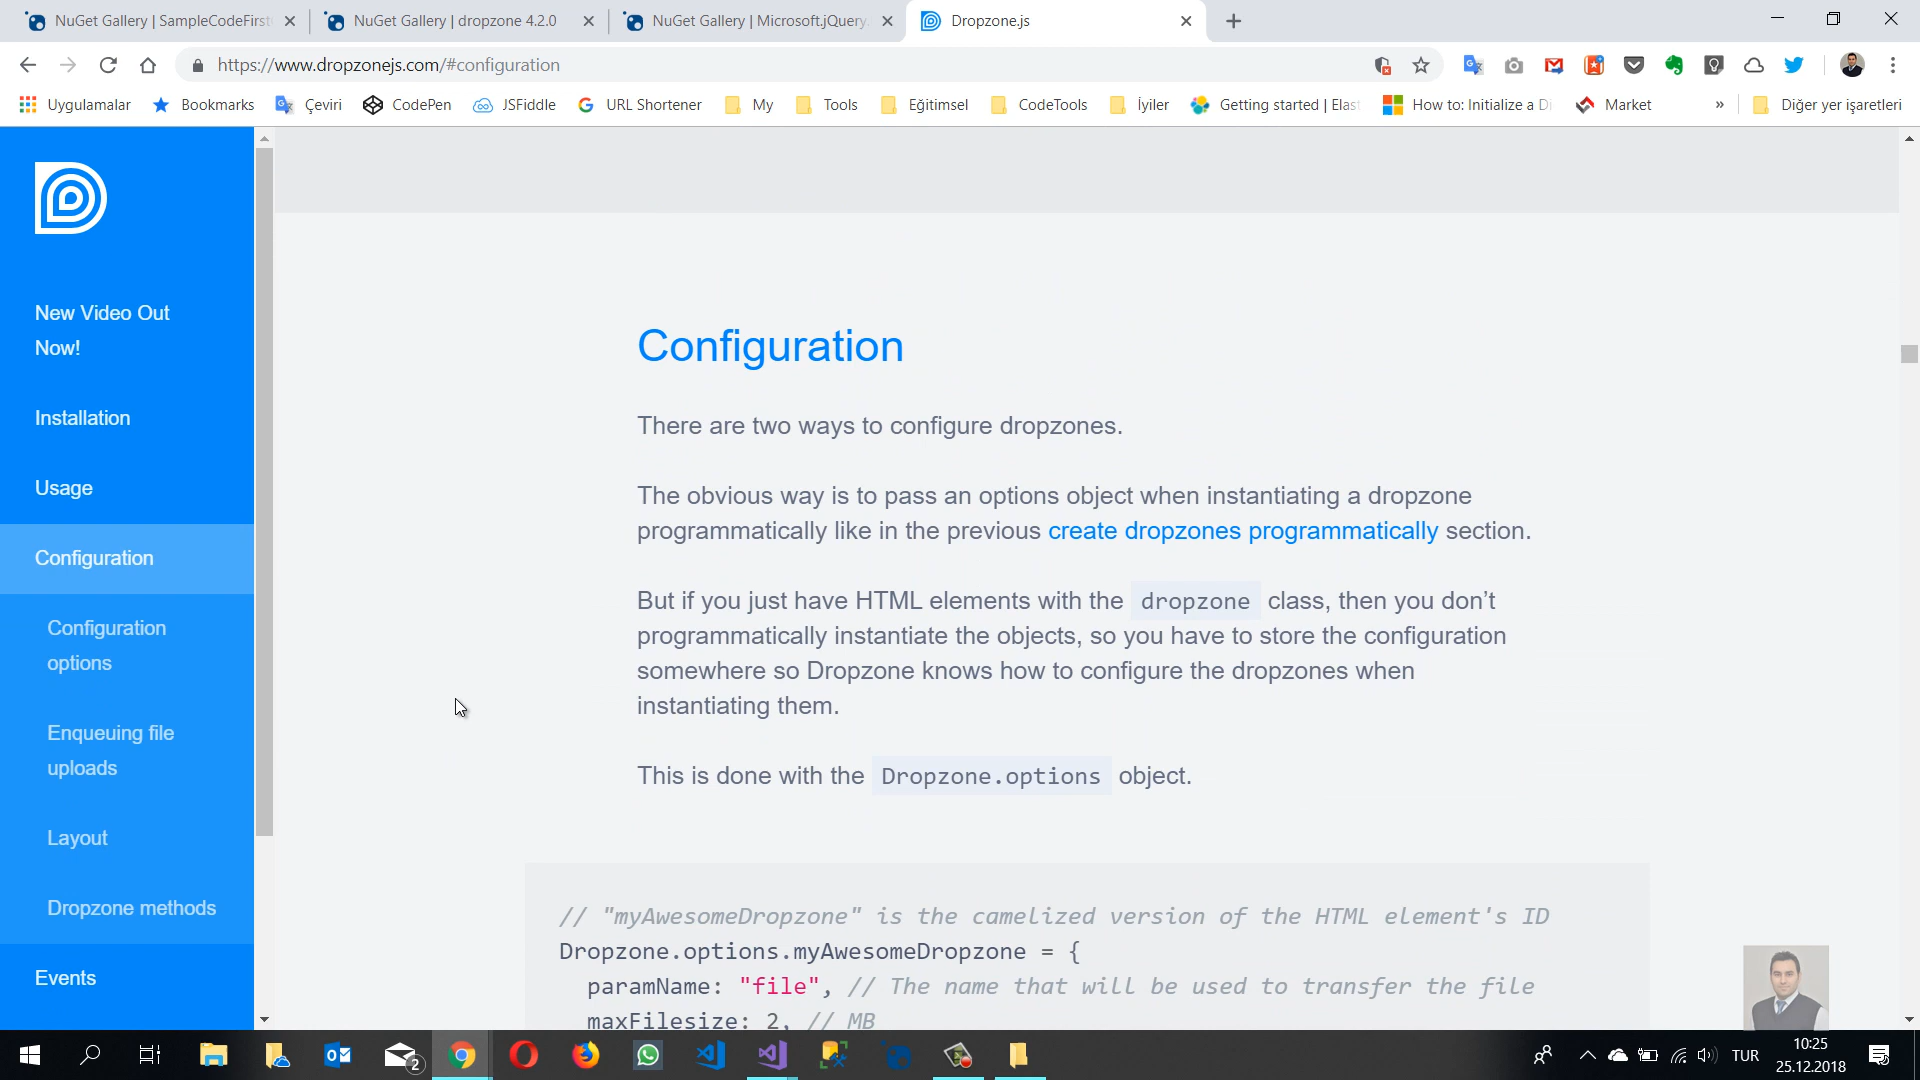 NuGet Gallery | SampleCodeFirst
NuGet Gallery | dropzone 4.2.0
NuGet Gallery | Microsoft.jQuery.
Dropzone.js
https://www.dropzonejs.com/#configuration
Uygulamalar
Bookmarks
Çeviri
CodePen
JSFiddle
URL Shortener
My
Tools
Eğitimsel
CodeTools
İyiler
Getting started | Elast
How to: Initialize a D
Market
»
Diğer yer işaretleri
New Video Out
Now!
Installation
Usage
Configuration
Configuration
options
Enqueuing file
uploads
Layout
Dropzone methods
Events
Configuration
There are two ways to configure dropzones.
The obvious way is to pass an options object when instantiating a dropzone
programmatically like in the previous create dropzones programmatically section.
But if you just have HTML elements with the dropzone class, then you don’t
programmatically instantiate the objects, so you have to store the configuration
somewhere so Dropzone knows how to configure the dropzones when
instantiating them.
This is done with the Dropzone.options object.
// "myAwesomeDropzone" is the camelized version of the HTML element's ID
Dropzone.options.myAwesomeDropzone = {
paramName: "file", // The name that will be used to transfer the file
maxFilesize: 2, // MB
2
TUR
10:25
25.12.2018